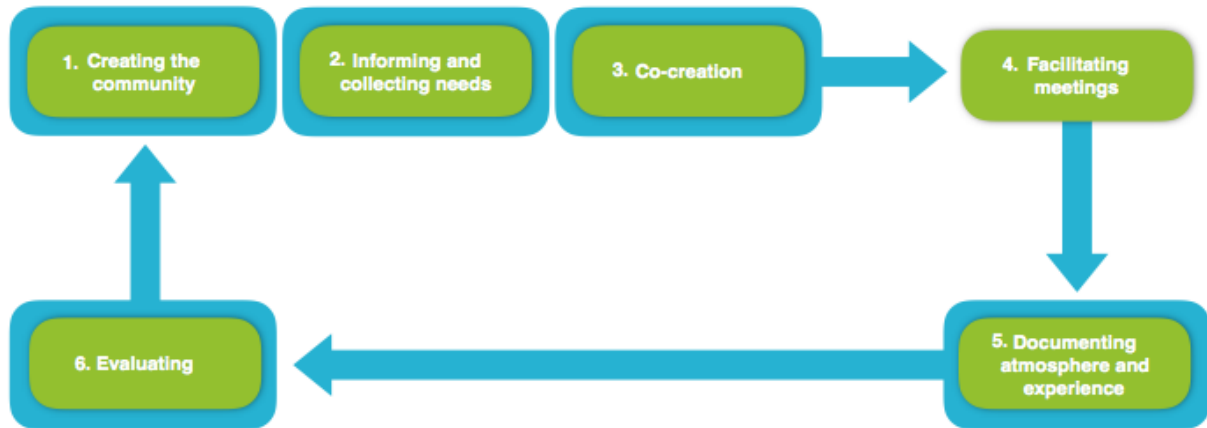 1. Creating the
community
2. Informing and
collecting needs
3. Co-creation
4. Facilitating
meetings
5. Documenting
atmosphere and
experience
6. Evaluating